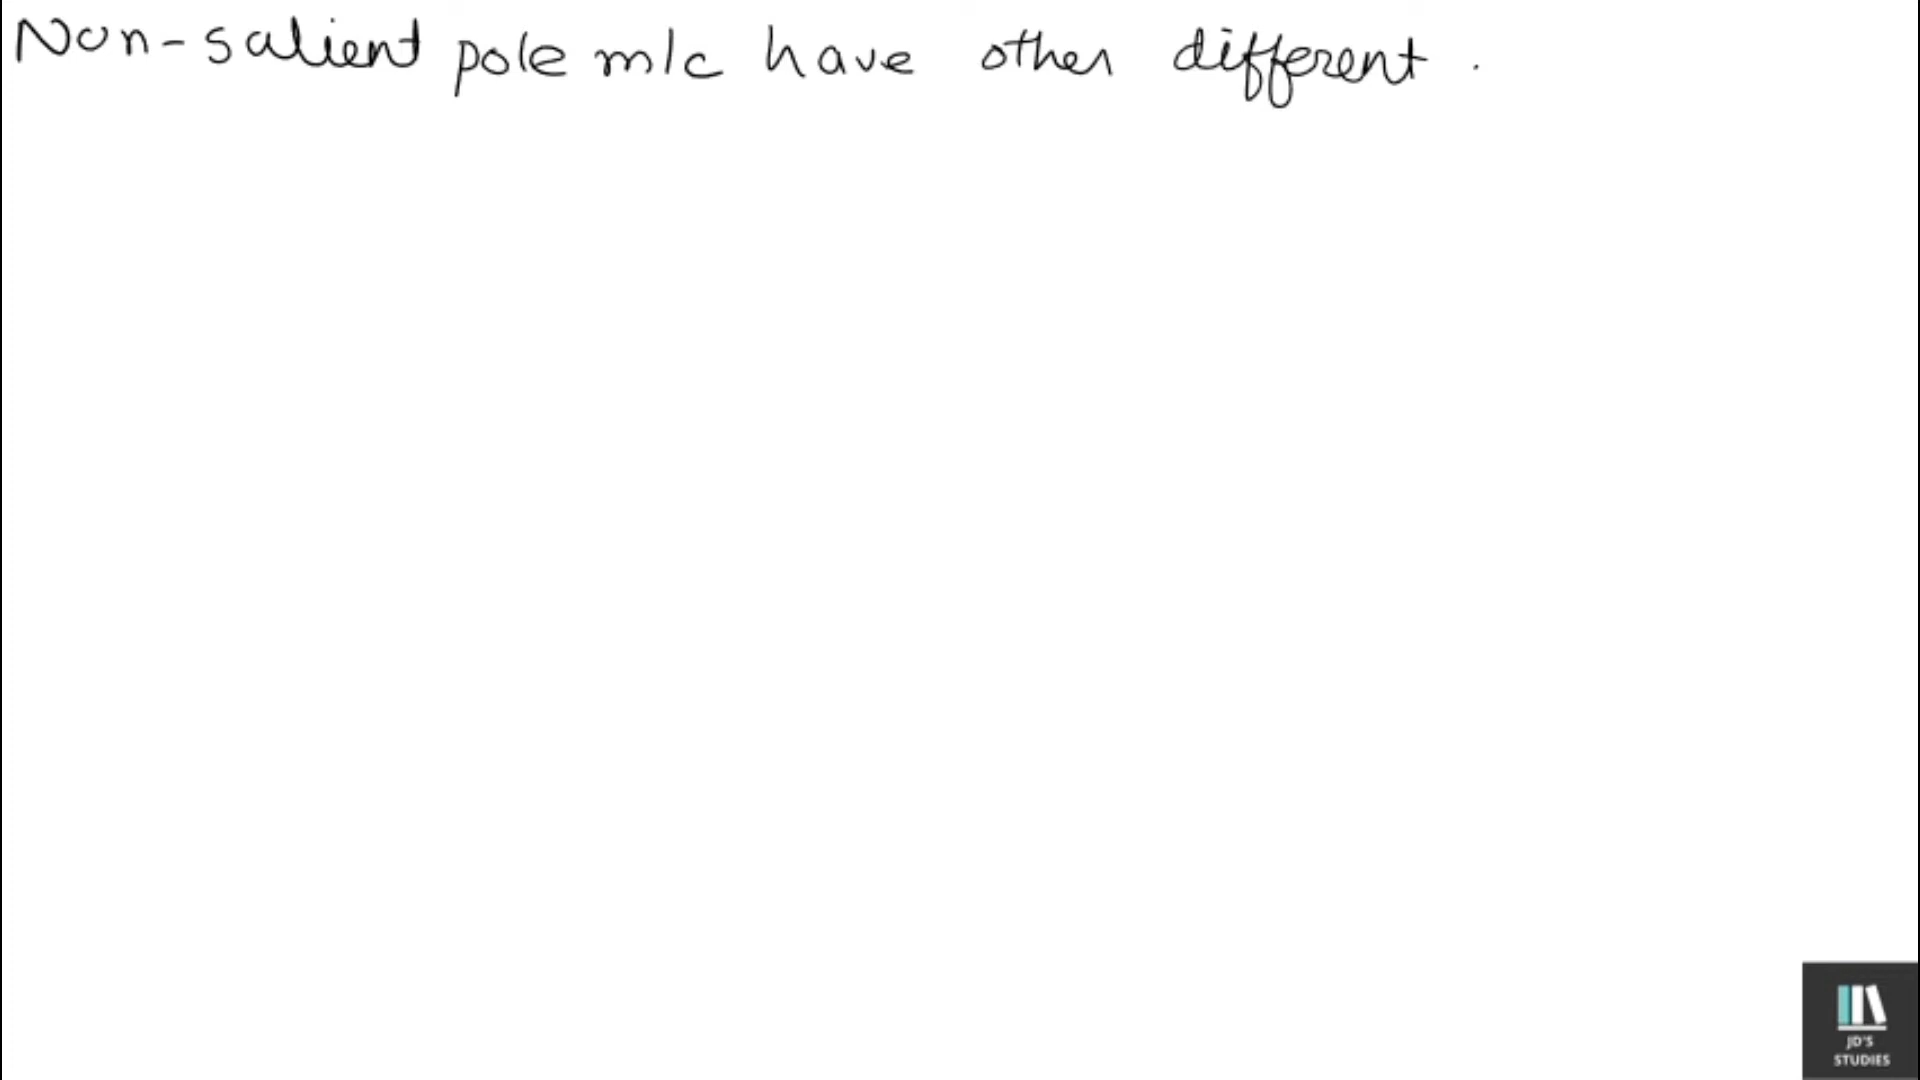 Non-salient pole m/c have other different .
JD'S
STUDIES